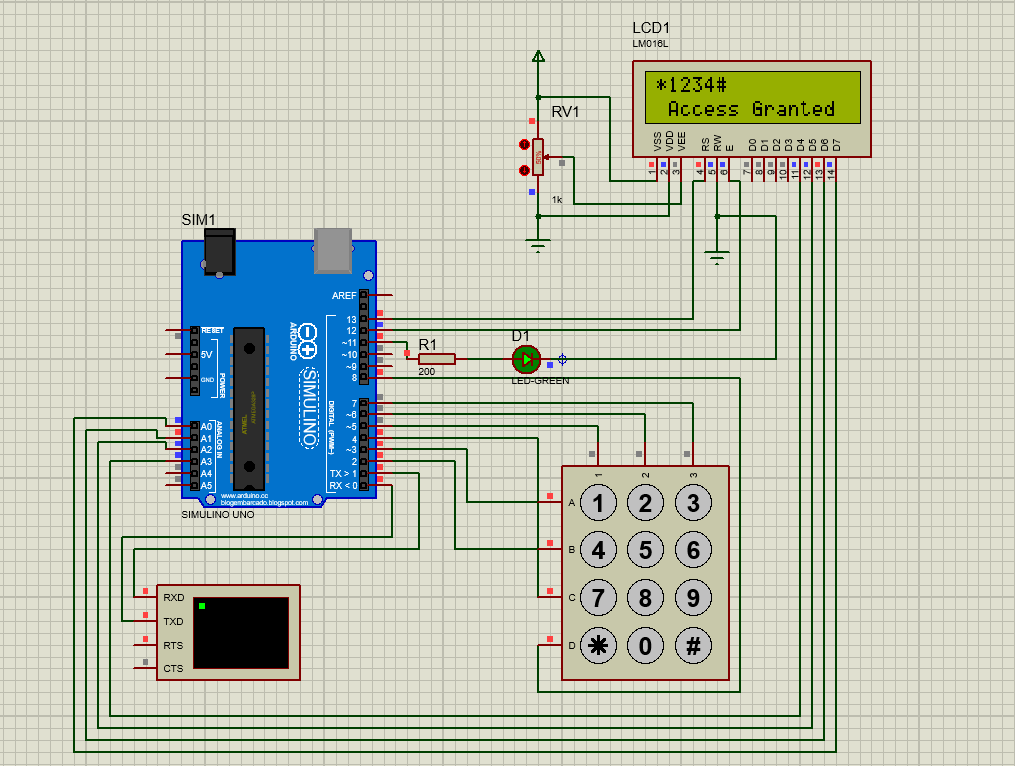 LCD1
LM016L
*1234#
Access Granted
VSS VDD VEE RS RW E D0 D1 D2 D3 D4 D5 D6 D7
1 2 3 4 5 6 7 8 9 10 11 12 13 14
RV1
50%
1k
SIM1
AREF
13
12
~11
~10
~9
8
7
~6
~5
4
~3
2
TX > 1
RX < 0
RESET
5V
GND
POWER
A0
A1
A2
A3
A4
A5
ANALOG IN
ARDUINO
SIMULINO
DIGITAL (PWM~)
ATMEL
www.arduino.cc
blogembarcado.blogspot.com
SIMULINO UNO
R1
200
D1
LED-GREEN
1 2 3
A 1 2 3
B 4 5 6
C 7 8 9
D * 0 #
RXD
TXD
RTS
CTS